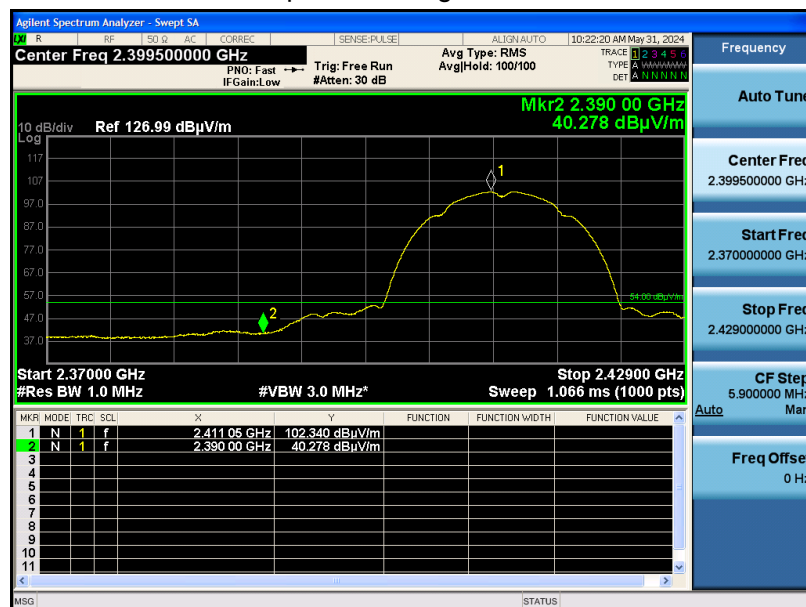 Agilent Spectrum Analyzer - Swept SA
LXI R RF 50 Ω AC CORREC SENSE:PULSE ALIGN AUTO 10:22:20 AM May 31, 2024
Center Freq 2.399500000 GHz
PNO: Fast
IFGain:Low
Trig: Free Run
#Atten: 30 dB
Avg Type: RMS
Avg|Hold: 100/100
TRACE 1 2 3 4 5 6
TYPE A WWWWW
DET A N N N N N
Mkr2 2.390 00 GHz
40.278 dBµV/m
10 dB/div Ref 126.99 dBµV/m
Log
117
107
97.0
87.0
77.0
67.0
57.0
47.0
37.0
1
2
54.00 dBµV/m
Start 2.37000 GHz Stop 2.42900 GHz
#Res BW 1.0 MHz #VBW 3.0 MHz* Sweep 1.066 ms (1000 pts)
MKR MODE TRC SCL X Y FUNCTION FUNCTION WIDTH FUNCTION VALUE
1 N 1 f 2.411 05 GHz 102.340 dBµV/m
2 N 1 f 2.390 00 GHz 40.278 dBµV/m
3
4
5
6
7
8
9
10
11
MSG STATUS
Frequency
Auto Tune
Center Freq
2.399500000 GHz
Start Freq
2.370000000 GHz
Stop Freq
2.429000000 GHz
CF Step
5.900000 MHz
Auto Man
Freq Offset
0 Hz